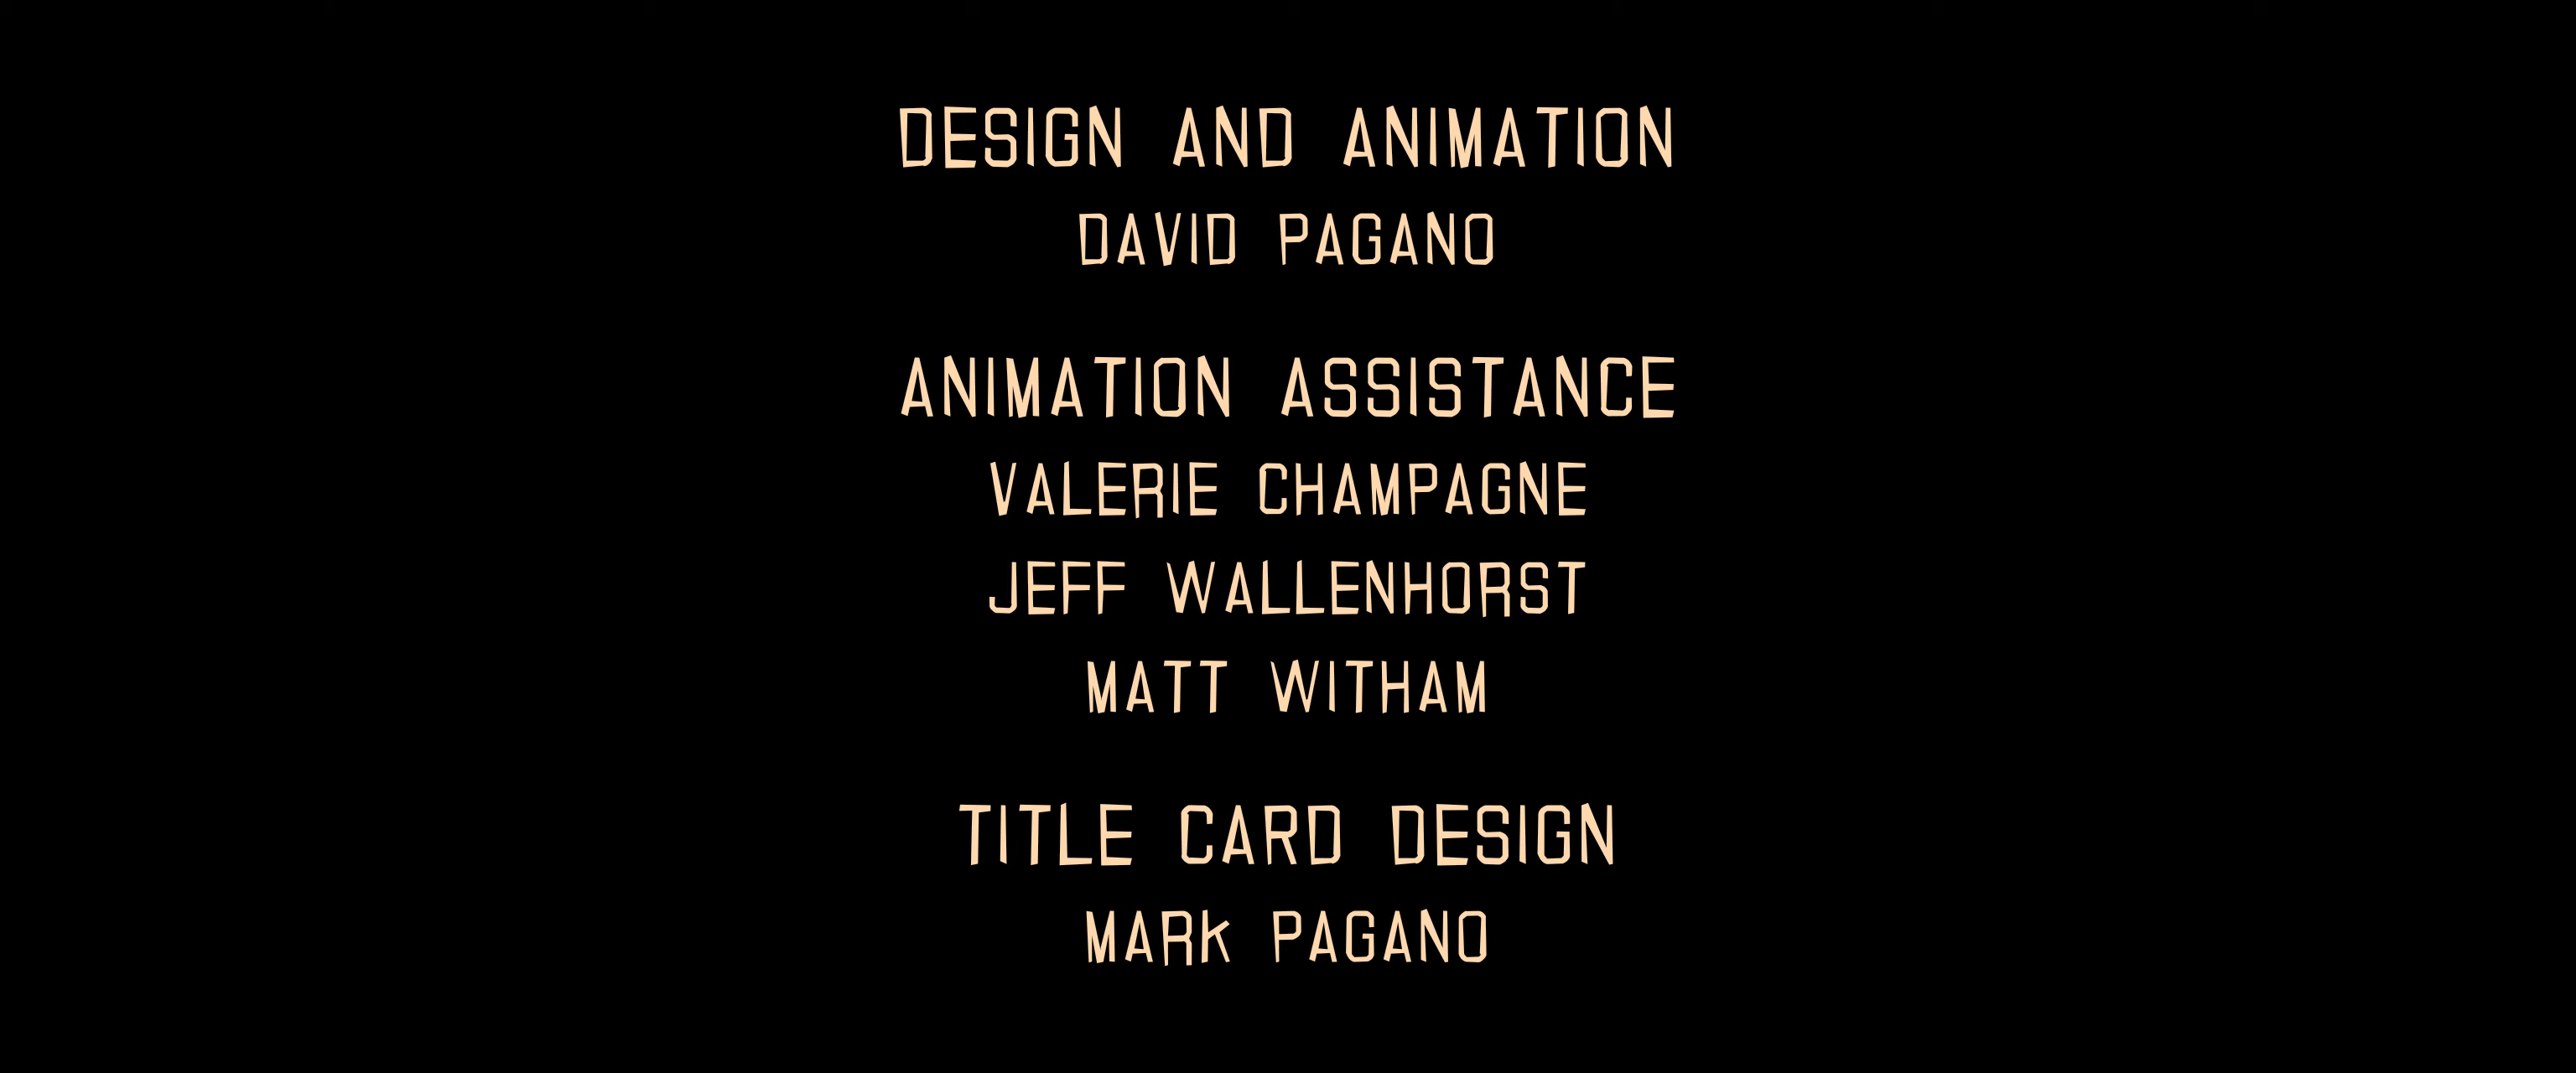 DESIGN AND ANIMATION
DAVID PAGANO
ANIMATION ASSISTANCE
VALERIE CHAMPAGNE
JEFF WALLENHORST
MATT WITHAM
TITLE CARD DESIGN
MARK PAGANO